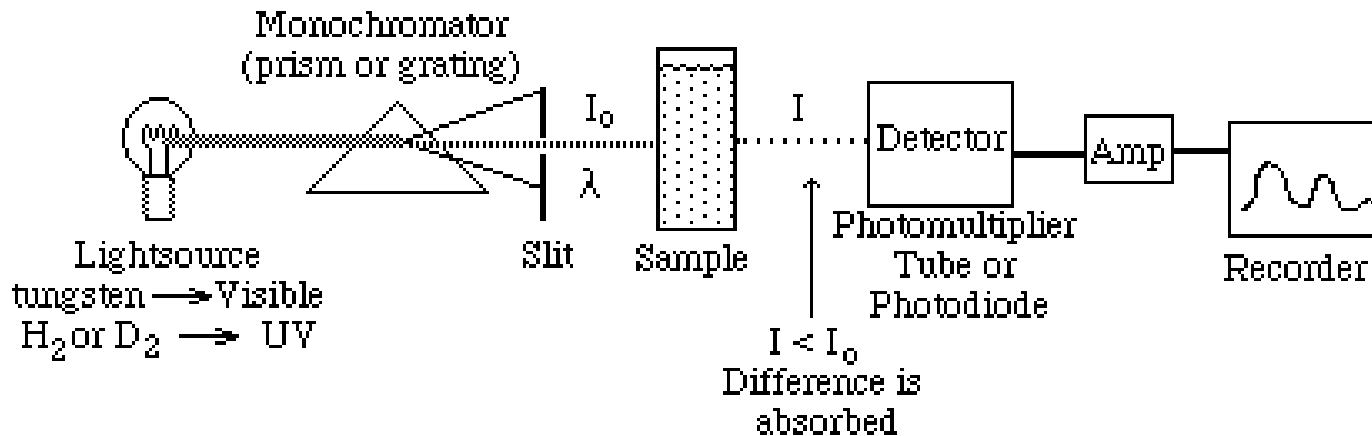 Monochromator
(prism or grating)
I₀
I
λ
Detector
Amp
Lightsource
tungsten → Visible
H₂ or D₂ → UV
Slit
Sample
Photomultiplier
Tube or
Photodiode
Recorder
I < I₀
Difference is
absorbed